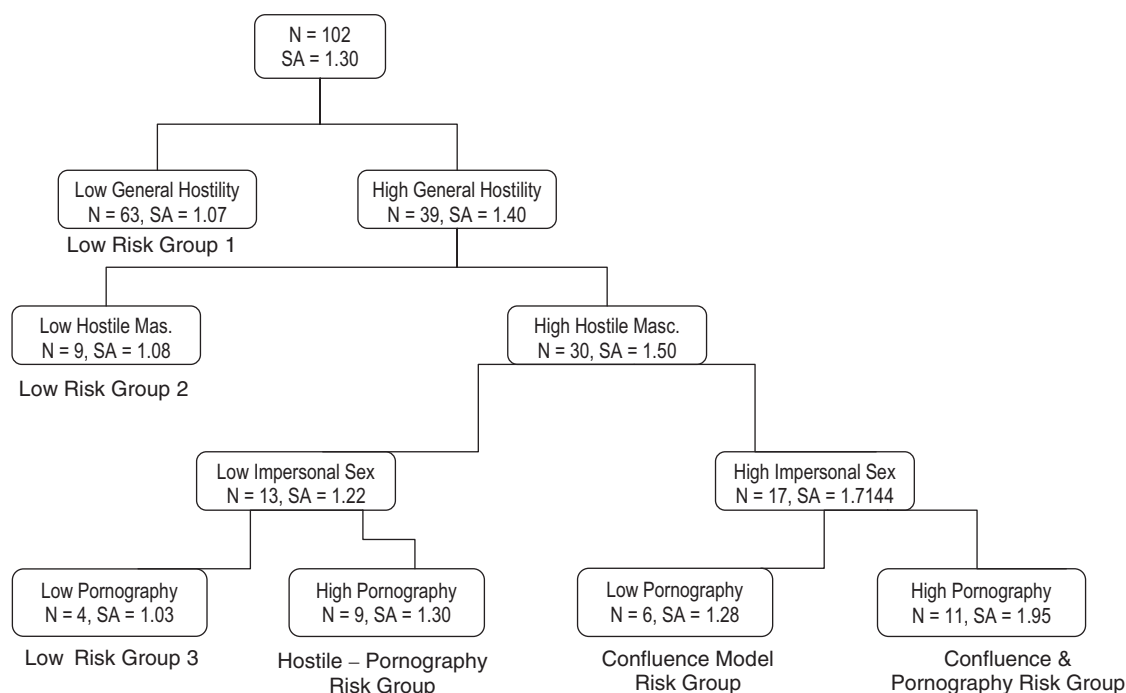 N = 102
SA = 1.30
Low General Hostility
N = 63, SA = 1.07
High General Hostility
N = 39, SA = 1.40
Low Risk Group 1
Low Hostile Mas.
N = 9, SA = 1.08
High Hostile Masc.
N = 30, SA = 1.50
Low Risk Group 2
Low Impersonal Sex
N = 13, SA = 1.22
High Impersonal Sex
N = 17, SA = 1.7144
Low Pornography
N = 4, SA = 1.03
High Pornography
N = 9, SA = 1.30
Low Pornography
N = 6, SA = 1.28
High Pornography
N = 11, SA = 1.95
Low Risk Group 3
Hostile – Pornography
Risk Group
Confluence Model
Risk Group
Confluence &
Pornography Risk Group